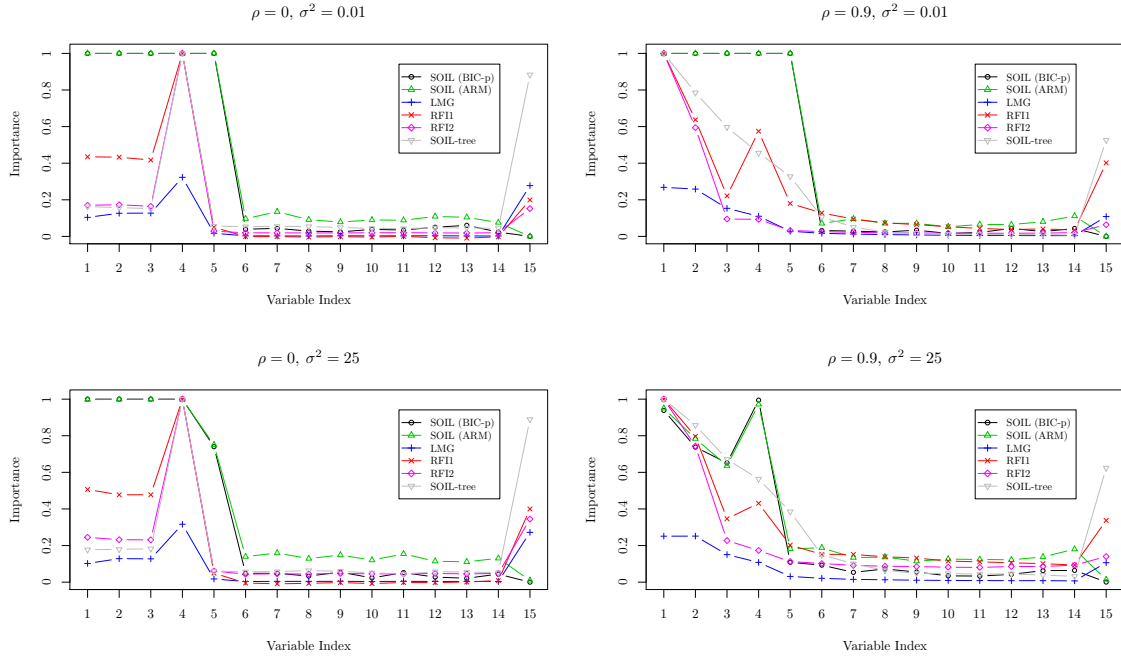 ρ = 0, σ² = 0.01
1
0.8
0.6
0.4
0.2
0
Importance
SOIL (BIC-p)
SOIL (ARM)
LMG
RFI1
RFI2
SOIL-tree
1 2 3 4 5 6 7 8 9 10 11 12 13 14 15
Variable Index
ρ = 0.9, σ² = 0.01
1
0.8
0.6
0.4
0.2
0
Importance
SOIL (BIC-p)
SOIL (ARM)
LMG
RFI1
RFI2
SOIL-tree
1 2 3 4 5 6 7 8 9 10 11 12 13 14 15
Variable Index
ρ = 0, σ² = 25
1
0.8
0.6
0.4
0.2
0
Importance
SOIL (BIC-p)
SOIL (ARM)
LMG
RFI1
RFI2
SOIL-tree
1 2 3 4 5 6 7 8 9 10 11 12 13 14 15
Variable Index
ρ = 0.9, σ² = 25
1
0.8
0.6
0.4
0.2
0
Importance
SOIL (BIC-p)
SOIL (ARM)
LMG
RFI1
RFI2
SOIL-tree
1 2 3 4 5 6 7 8 9 10 11 12 13 14 15
Variable Index